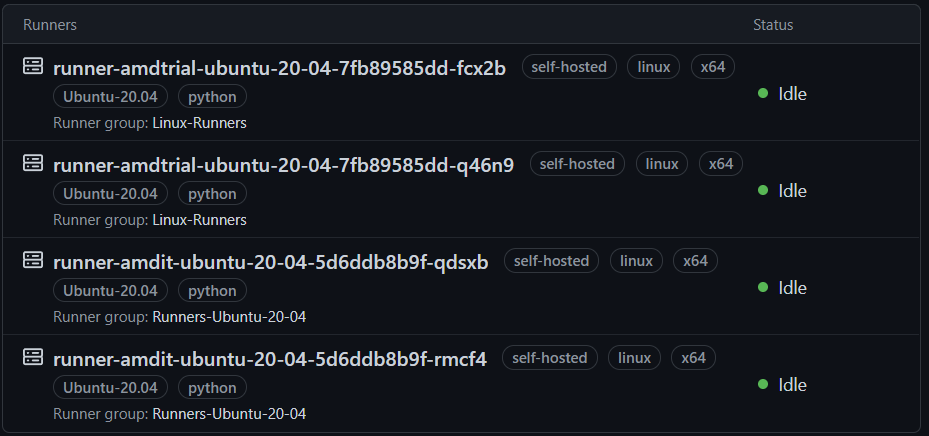 Runners Status
runner-amdtrial-ubuntu-20-04-7fb89585dd-fcx2b self-hosted linux x64
Ubuntu-20.04 python
Idle
Runner group: Linux-Runners
runner-amdtrial-ubuntu-20-04-7fb89585dd-q46n9 self-hosted linux x64
Ubuntu-20.04 python
Idle
Runner group: Linux-Runners
runner-amdit-ubuntu-20-04-5d6ddb8b9f-qdsxb self-hosted linux x64
Ubuntu-20.04 python
Idle
Runner group: Runners-Ubuntu-20-04
runner-amdit-ubuntu-20-04-5d6ddb8b9f-rmcf4 self-hosted linux x64
Ubuntu-20.04 python
Idle
Runner group: Runners-Ubuntu-20-04